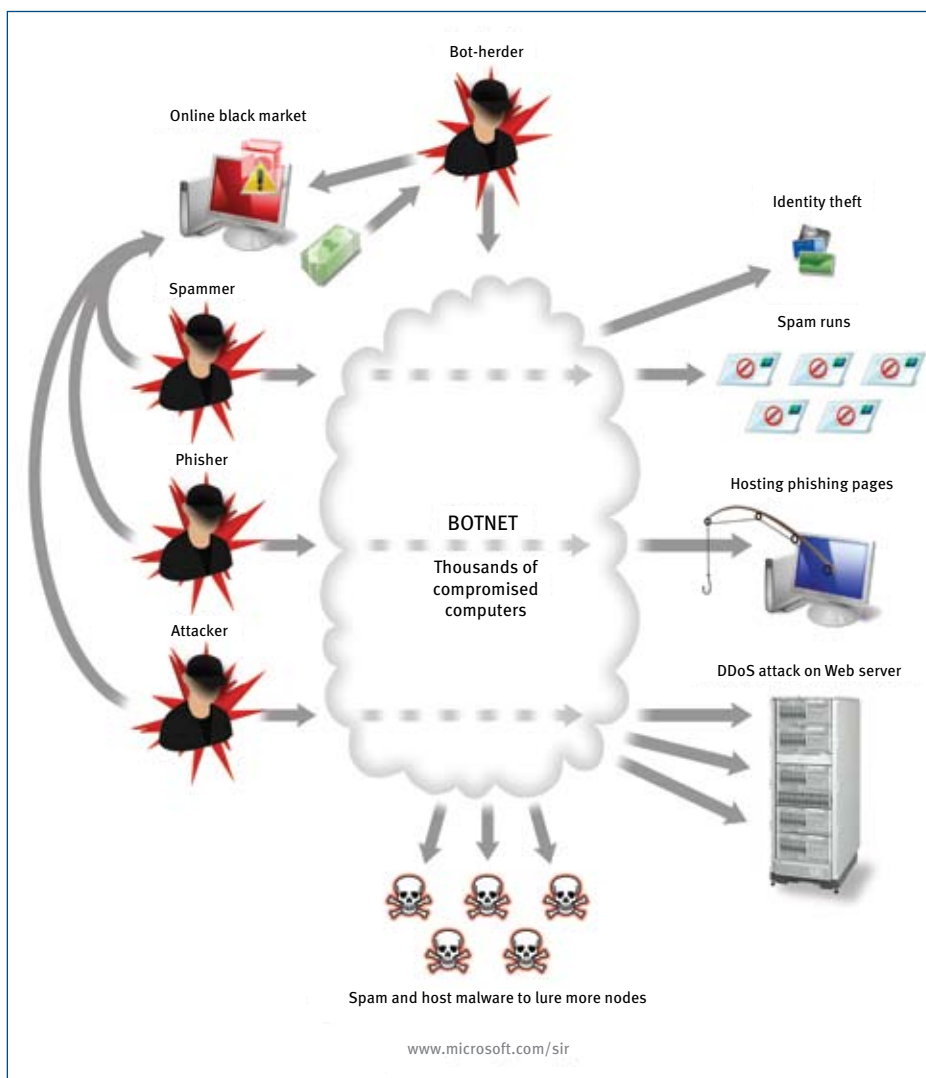 Bot-herder
Online black market
Identity theft
Spammer
Spam runs
Phisher
Hosting phishing pages
BOTNET
Thousands of
compromised
computers
Attacker
DDoS attack on Web server
Spam and host malware to lure more nodes
www.microsoft.com/sir